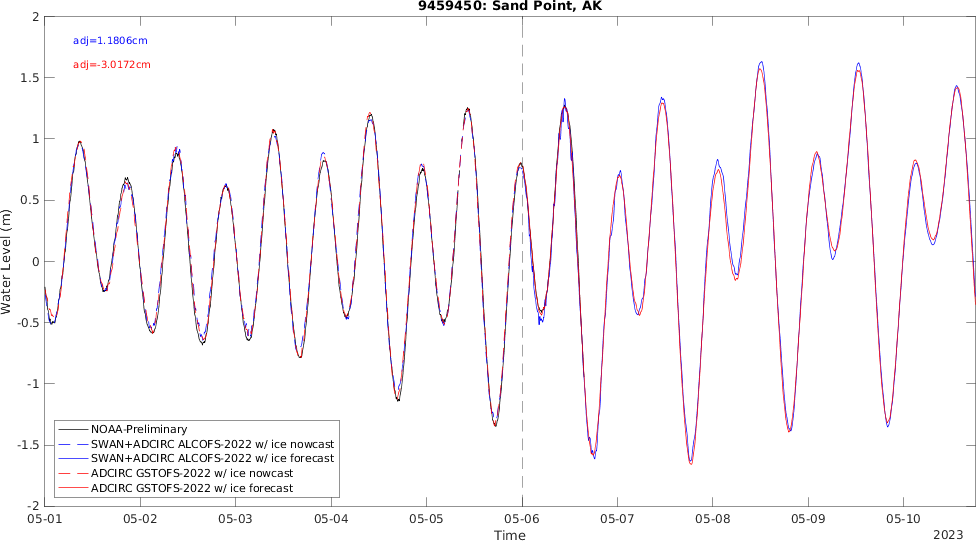 9459450: Sand Point, AK
adj=1.1806cm
adj=-3.0172cm
2
1.5
1
0.5
0
-0.5
-1
-1.5
-2
Water Level (m)
NOAA-Preliminary
SWAN+ADCIRC ALCOFS-2022 w/ ice nowcast
SWAN+ADCIRC ALCOFS-2022 w/ ice forecast
ADCIRC GSTOFS-2022 w/ ice nowcast
ADCIRC GSTOFS-2022 w/ ice forecast
05-01 05-02 05-03 05-04 05-05 05-06 05-07 05-08 05-09 05-10
Time
2023